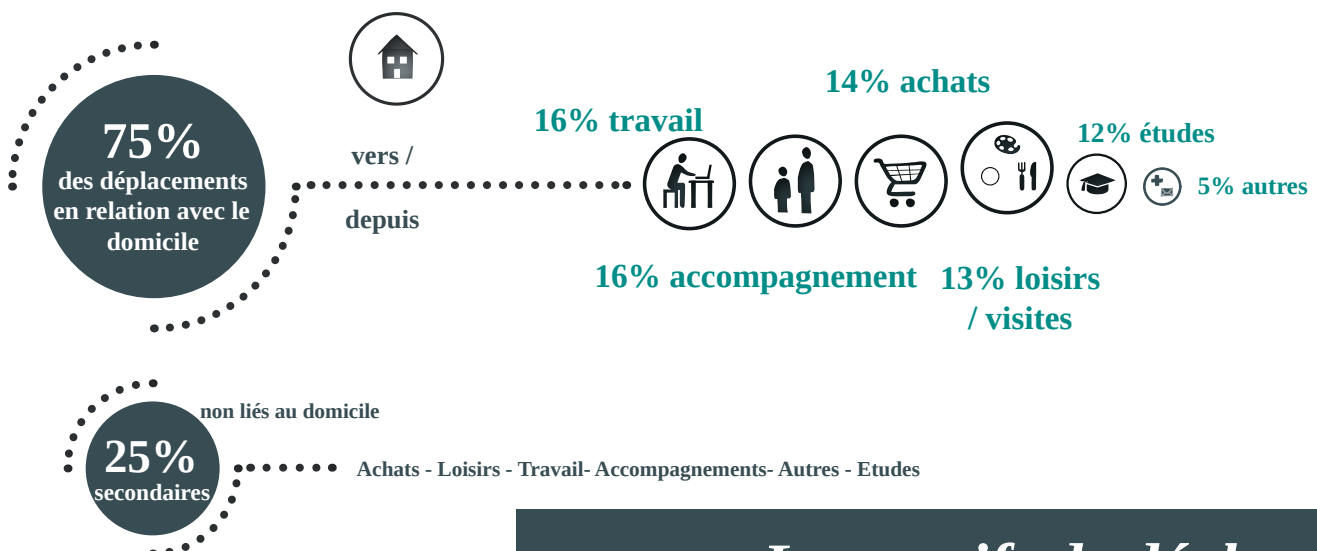 14% achats
16% travail
12% études
75%
des déplacements
en relation avec le
domicile
vers /
depuis
5% autres
16% accompagnement
13% loisirs
/ visites
non liés au domicile
25%
secondaires
Achats - Loisirs - Travail- Accompagnements- Autres - Etudes